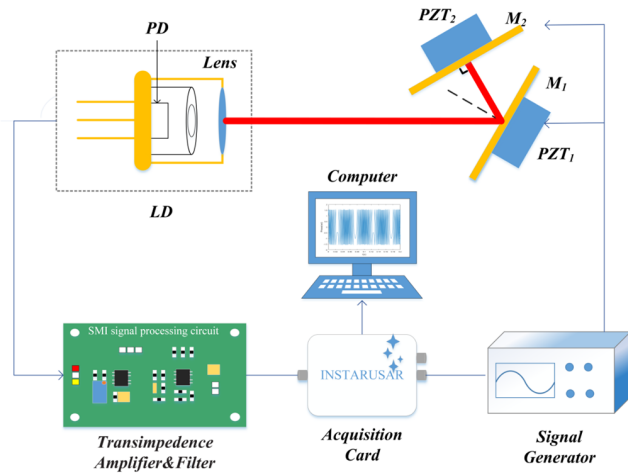 PD
Lens
LD
PZT2
M2
M1
PZT1
Computer
SMI signal processing circuit
INSTARUSAR
Transimpedence
Amplifier&Filter
Acquisition
Card
Signal
Generator